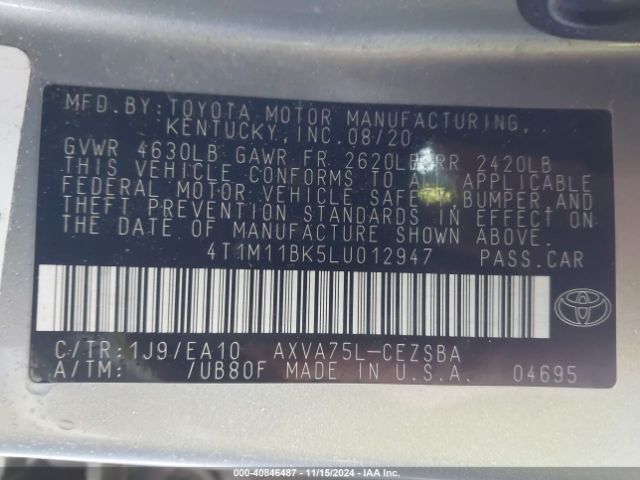 MFD.BY:TOYOTA MOTOR MANUFACTURING,
KENTUCKY, INC. 08/20
GVWR 4630LB GAWR FR 2620LB RR 2420LB
THIS VEHICLE CONFORMS TO ALL APPLICABLE
FEDERAL MOTOR VEHICLE SAFETY, BUMPER, AND
THEFT PREVENTION STANDARDS IN EFFECT ON
THE DATE OF MANUFACTURE SHOWN ABOVE.
4T1M11BK5LU012947 PASS.CAR
C/TR:1J9/EA10 AXVA75L-CEZSBA
A/TM: /UB80F MADE IN U.S.A. 04695
000-40846487 - 11/15/2024 - IAA.COM